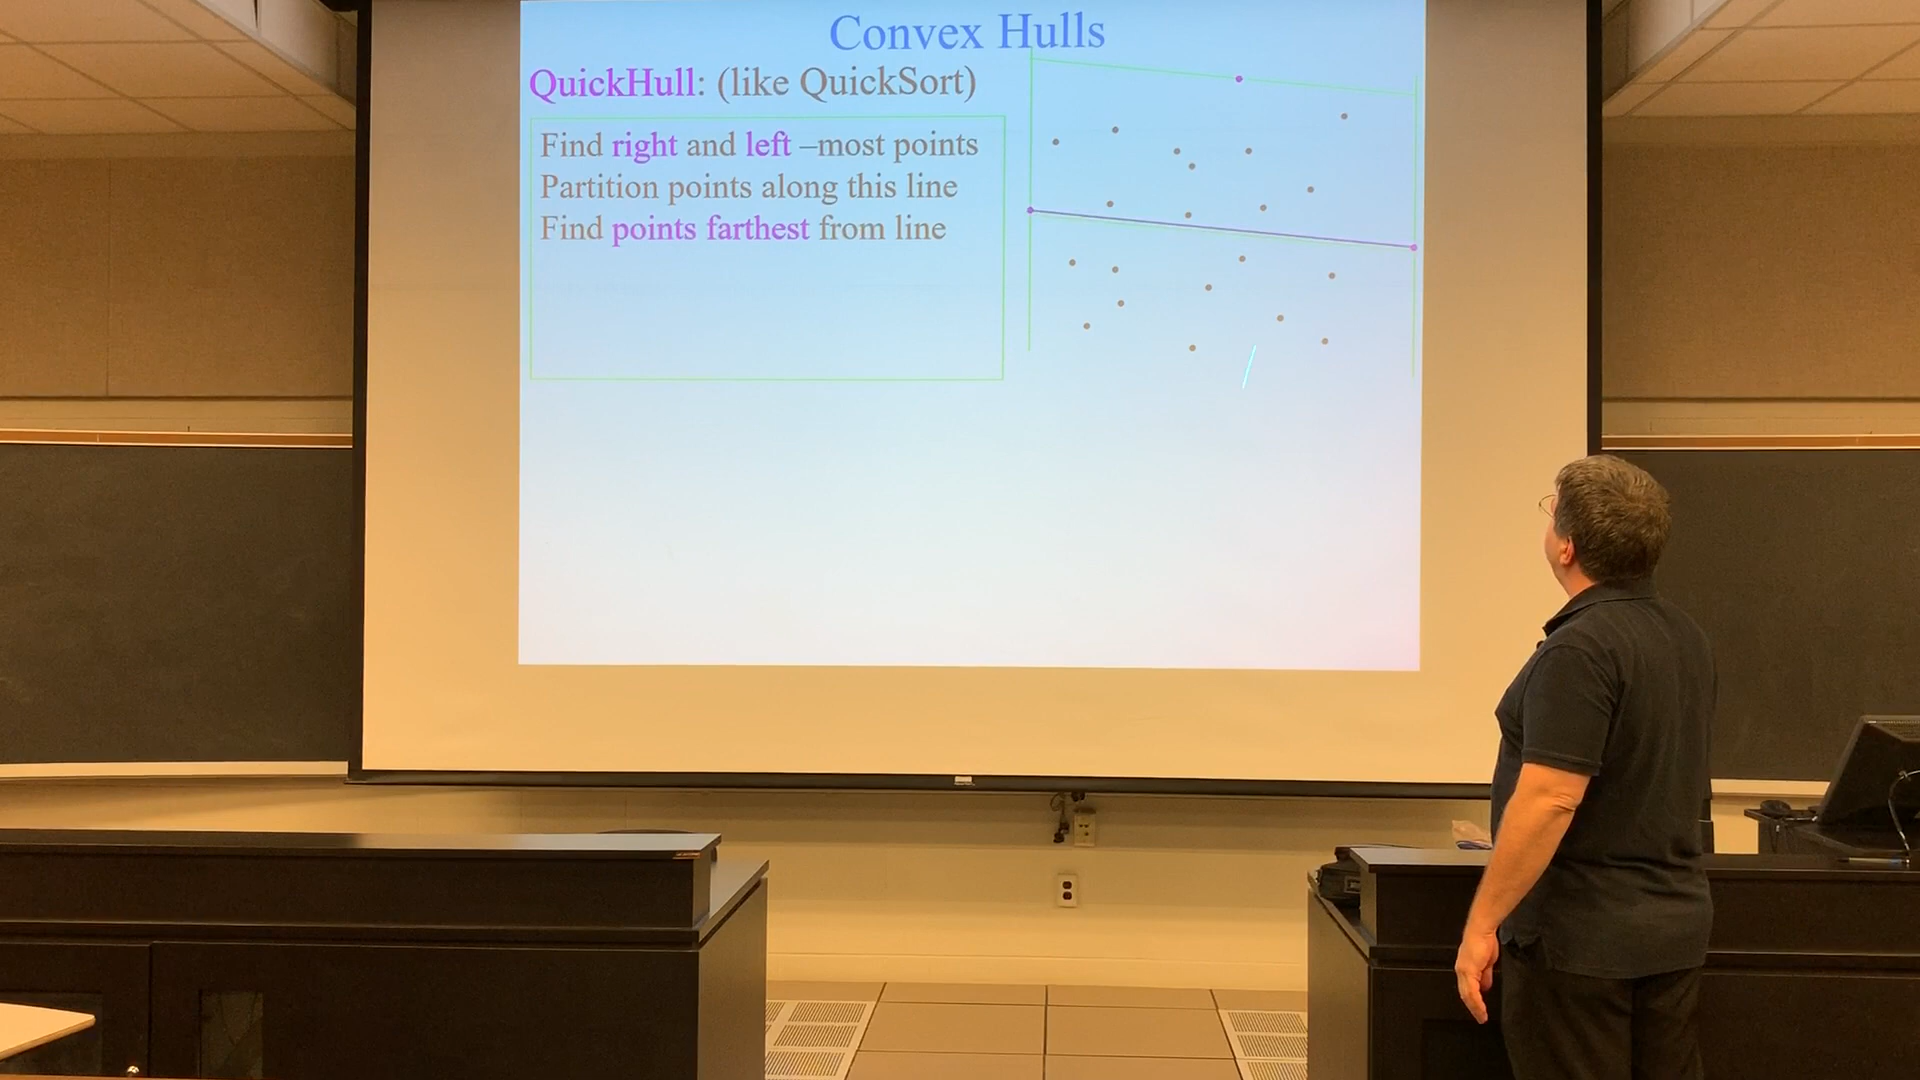 Convex Hulls
QuickHull: (like QuickSort)
Find right and left –most points
Partition points along this line
Find points farthest from line